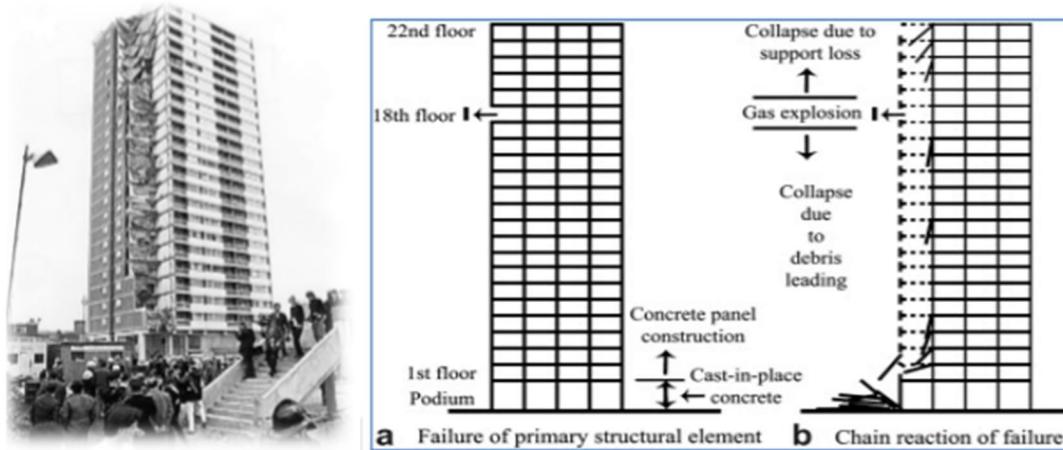 22nd floor
18th floor
Concrete panel
construction
1st floor
Podium
Cast-in-place
concrete
a Failure of primary structural element
Collapse due to
support loss
Gas explosion
Collapse
due
to
debris
leading
b Chain reaction of failure